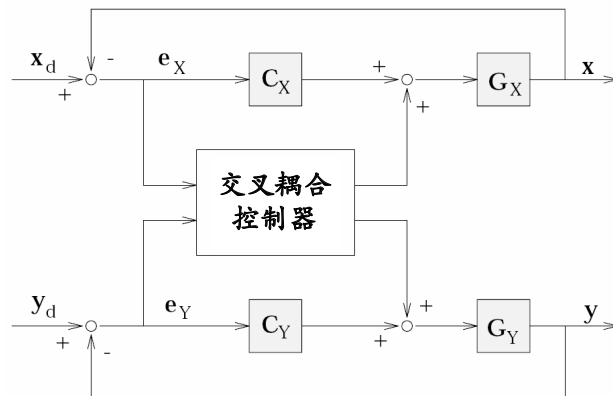 x_d
+
-
e_X
C_X
+
+
G_X
x
交叉耦合
控制器
y_d
+
-
e_Y
C_Y
+
+
G_Y
y